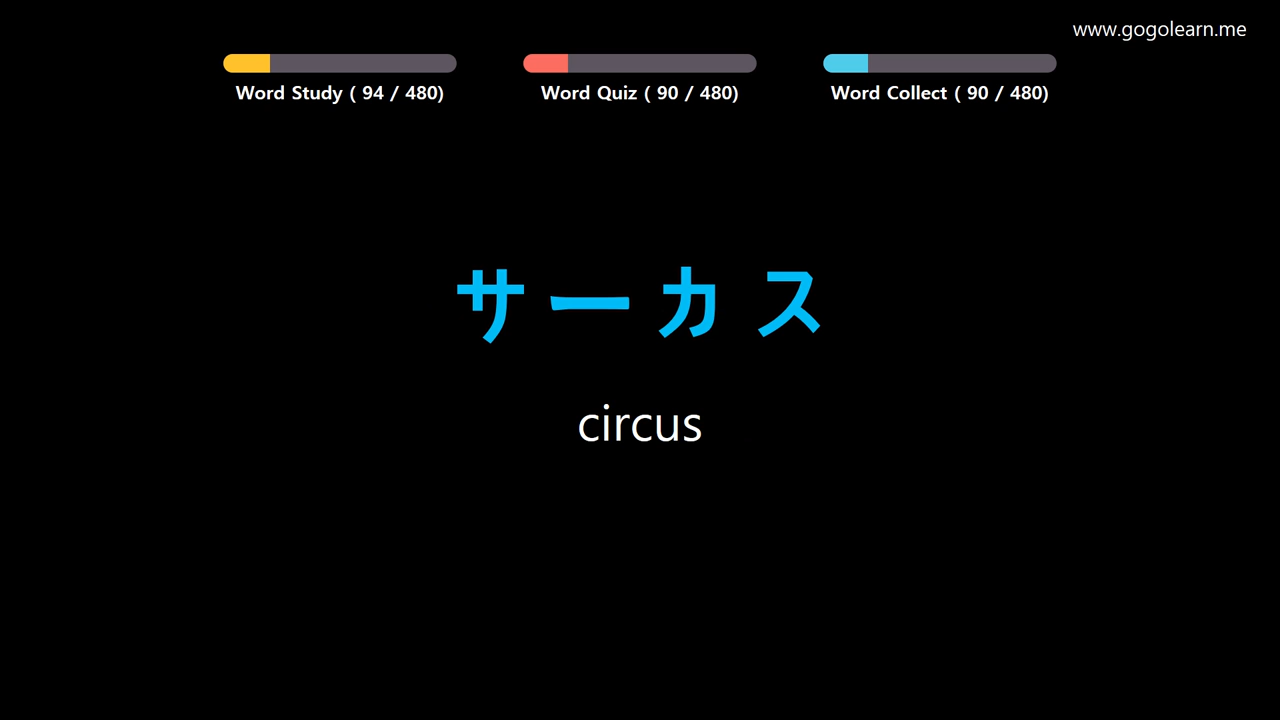 www.gogolearn.me
Word Study ( 94 / 480)
Word Quiz ( 90 / 480)
Word Collect ( 90 / 480)
サーカス
circus